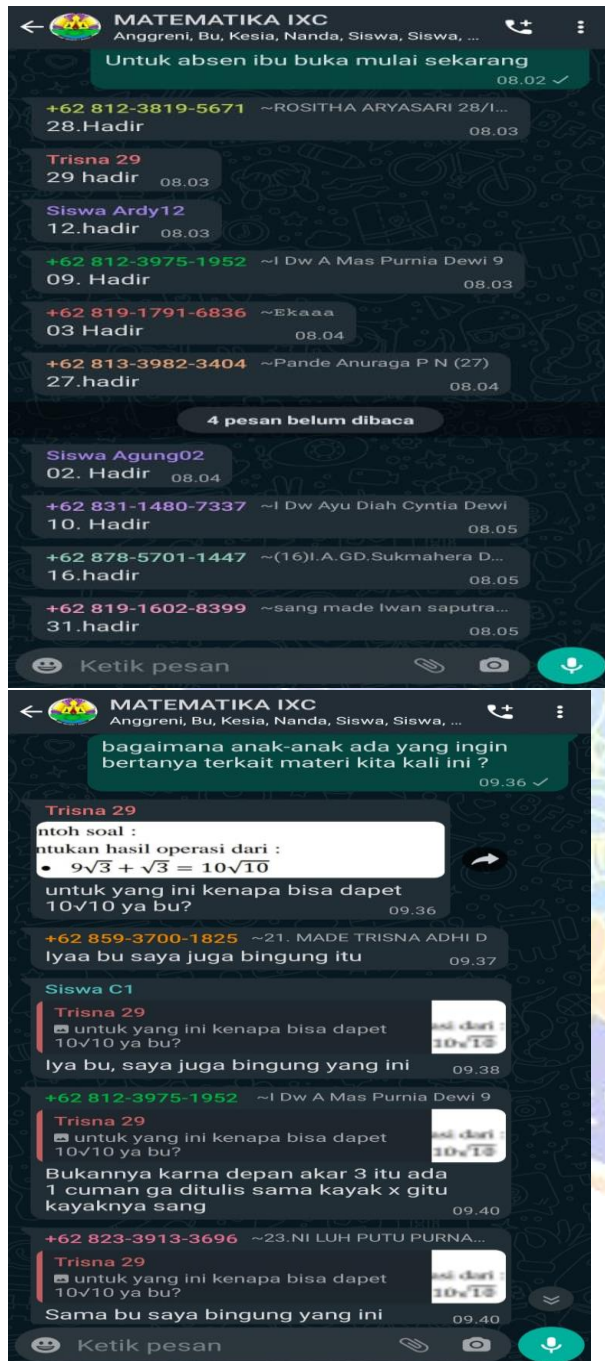 MATEMATIKA IXC
Anggreni, Bu, Kesia, Nanda, Siswa, Siswa, ...
Untuk absen ibu buka mulai sekarang
08.02
+62 812-3819-5671 ~ROSITHA ARYASARI 28/I...
28.Hadir
08.03
Trisna 29
29 hadir 08.03
Siswa Ardy12
12.hadir 08.03
+62 812-3975-1952 ~I Dw A Mas Purnia Dewi 9
09. Hadir
08.03
+62 819-1791-6836 ~Ekaaa
03 Hadir
08.04
+62 813-3982-3404 ~Pande Anuraga P N (27)
27.hadir
08.04
4 pesan belum dibaca
Siswa Agung02
02. Hadir 08.04
+62 831-1480-7337 ~I Dw Ayu Diah Cyntia Dewi
10. Hadir
08.05
+62 878-5701-1447 ~(16)I.A.GD.Sukmahera D...
16.hadir
08.05
+62 819-1602-8399 ~sang made Iwan saputra...
31.hadir
08.05
Ketik pesan
MATEMATIKA IXC
Anggreni, Bu, Kesia, Nanda, Siswa, Siswa, ...
bagaimana anak-anak ada yang ingin
bertanya terkait materi kita kali ini ?
09.36
Trisna 29
ntoh soal :
ntukan hasil operasi dari :
• 9√3 + √3 = 10√10
untuk yang ini kenapa bisa dapet
10√10 ya bu?
09.36
+62 859-3700-1825 ~21. MADE TRISNA ADHI D
Iyaa bu saya juga bingung itu
09.37
Siswa C1
Trisna 29
untuk yang ini kenapa bisa dapet
10√10 ya bu?
asi dari :
10√10
Iya bu, saya juga bingung yang ini
09.38
+62 812-3975-1952 ~I Dw A Mas Purnia Dewi 9
Trisna 29
untuk yang ini kenapa bisa dapet
10√10 ya bu?
asi dari :
10√10
Bukannya karna depan akar 3 itu ada
1 cuman ga ditulis sama kayak x gitu
kayaknya sang
09.40
+62 823-3913-3696 ~23.NI LUH PUTU PURNA...
Trisna 29
untuk yang ini kenapa bisa dapet
10√10 ya bu?
asi dari :
10√10
Sama bu saya bingung yang ini
09.40
Ketik pesan